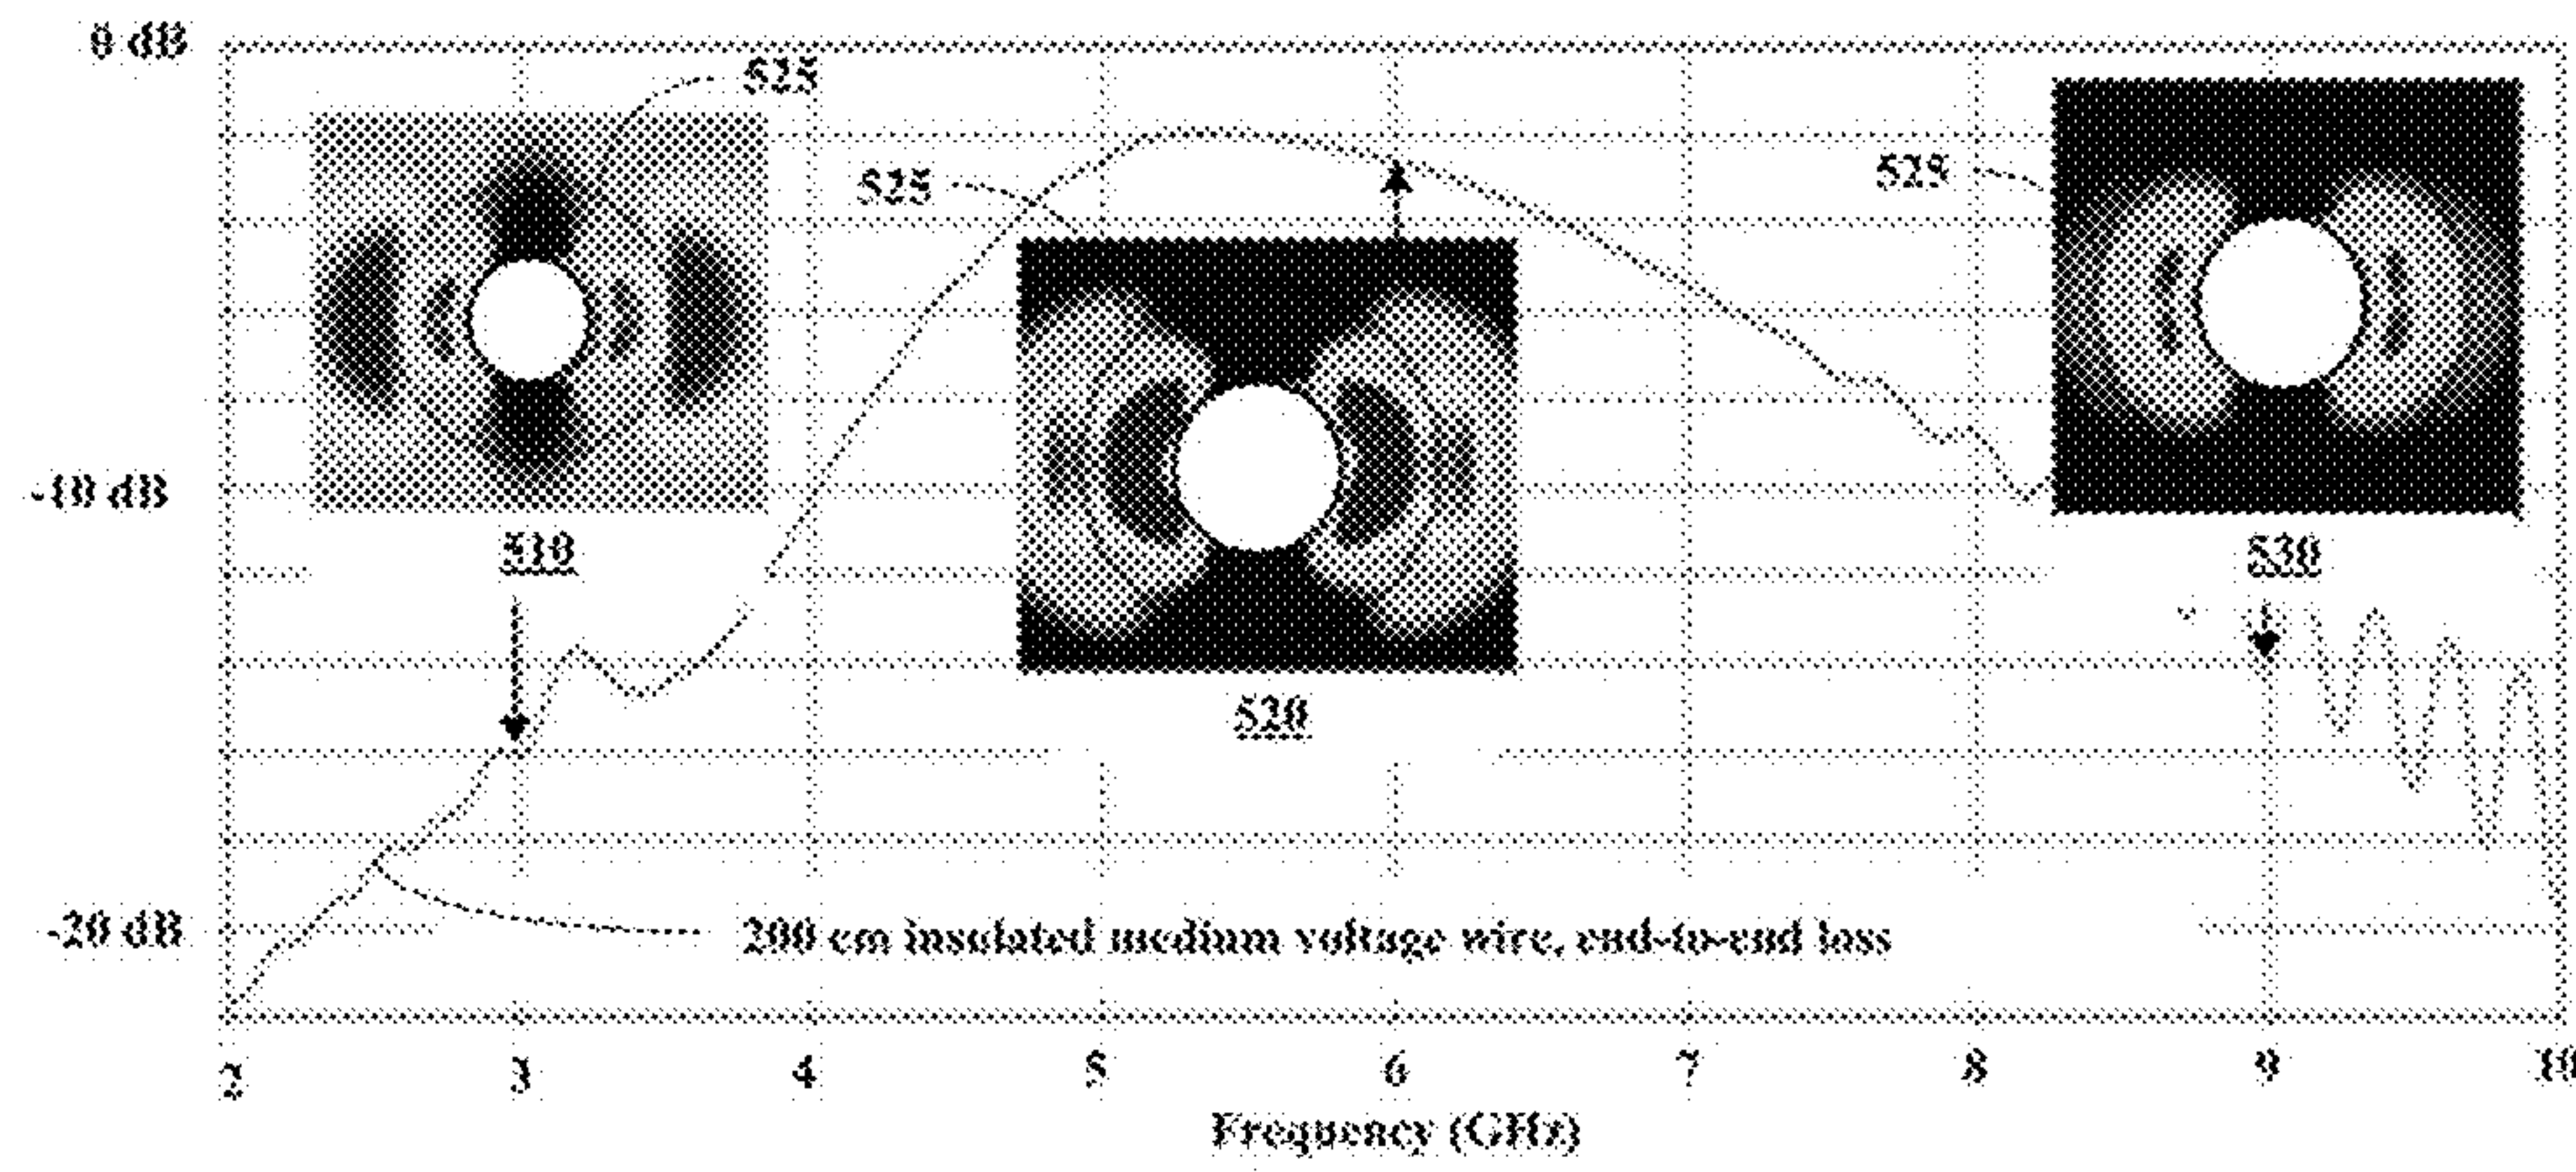 0 dB
525
525
525
-10 dB
510
530
520
-20 dB
200 cm insulated medium voltage wire, end-to-end loss
2 3 4 5 6 7 8 9 10
Frequency (GHz)